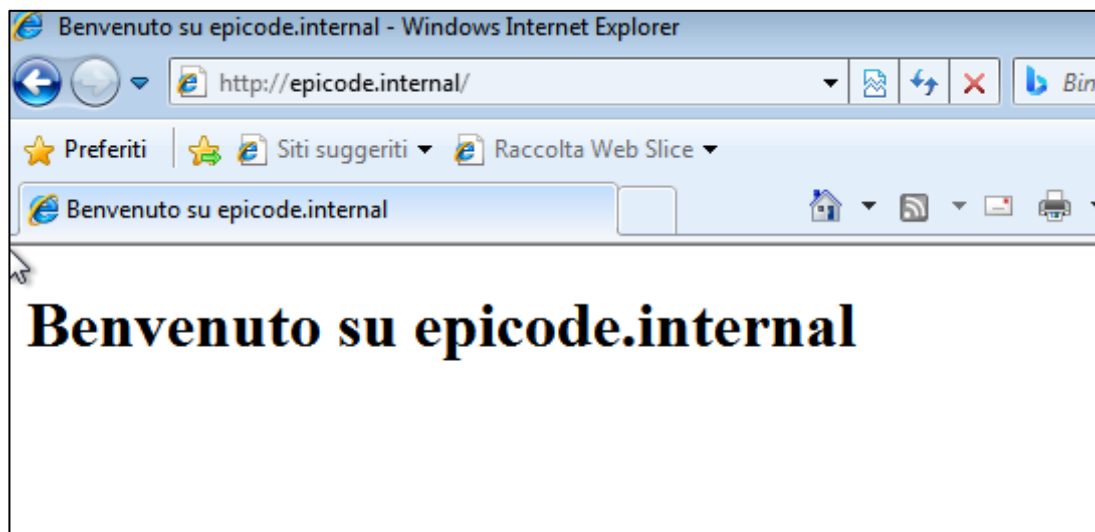 Benvenuto su epicode.internal - Windows Internet Explorer
http://epicode.internal/
Preferiti Siti suggeriti Raccolta Web Slice
Benvenuto su epicode.internal
Benvenuto su epicode.internal